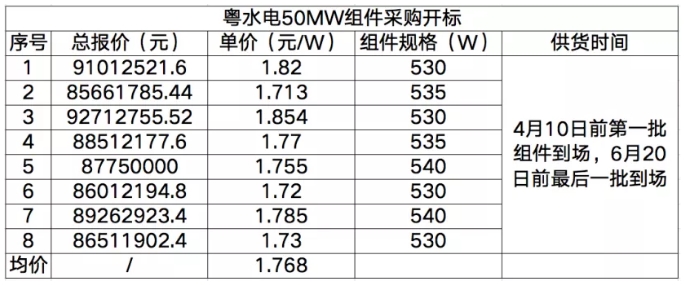 粤水电50MW组件采购开标
序号 总报价（元） 单价（元/W） 组件规格（W） 供货时间
1 91012521.6 1.82 530
2 85661785.44 1.713 535
3 92712755.52 1.854 530
4 88512177.6 1.77 535
5 87750000 1.755 540
6 86012194.8 1.72 530
7 89262923.4 1.785 540
8 86511902.4 1.73 530
4月10日前第一批
组件到场，6月20
日前最后一批到场
均价 / 1.768